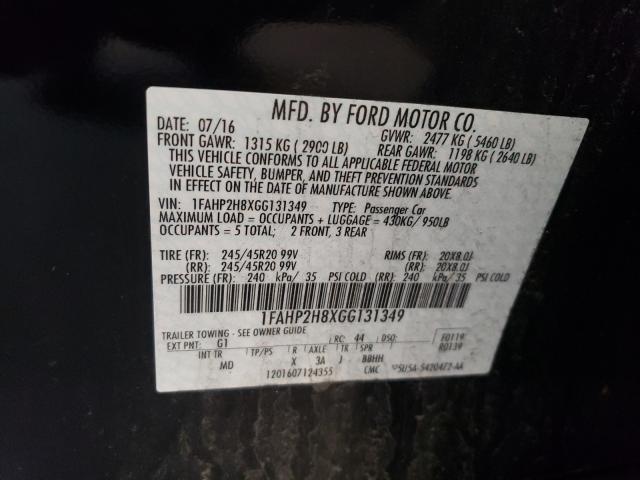 MFD. BY FORD MOTOR CO.
DATE: 07/16 GVWR: 2477 KG ( 5460 LB)
FRONT GAWR: 1315 KG ( 2900 LB) REAR GAWR: 1198 KG ( 2640 LB)
THIS VEHICLE CONFORMS TO ALL APPLICABLE FEDERAL MOTOR
VEHICLE SAFETY, BUMPER, AND THEFT PREVENTION STANDARDS
IN EFFECT ON THE DATE OF MANUFACTURE SHOWN ABOVE.
VIN: 1FAHP2H8XGG131349 TYPE: Passenger Car
MAXIMUM LOAD = OCCUPANTS + LUGGAGE = 430KG/ 950LB
OCCUPANTS = 5 TOTAL; 2 FRONT, 3 REAR
TIRE (FR): 245/45R20 99V RIMS (FR): 20X8.0J
(RR): 245/45R20 99V (RR): 20X8.0J
PRESSURE (FR): 240 kPa/ 35 PSI COLD (RR): 240 kPa/ 35 PSI COLD
1FAHP2H8XGG131349
TRAILER TOWING - SEE OWNER GUIDE
EXT PNT: G1 RC: 44 DSO: F0119
R0139
INT TR TP/PS R AXLE TR SPR
MD X 3A J BBHH
1201607124355 CMC